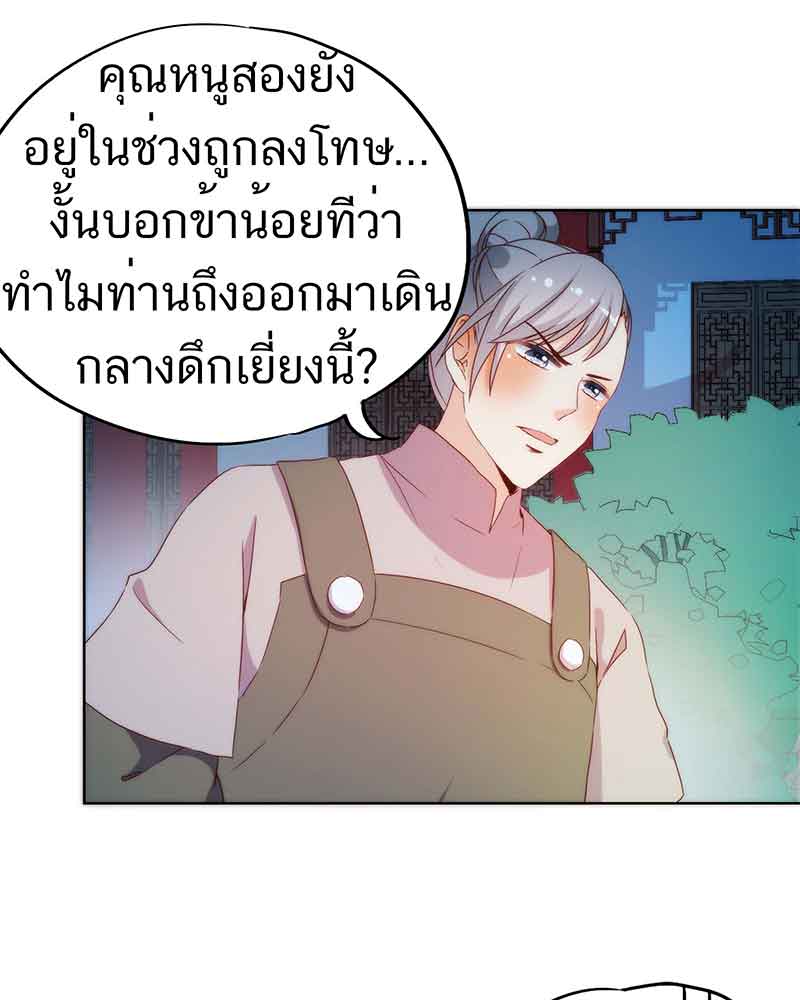 คุณหนูสองยัง
อยู่ในช่วงถูกลงโทษ...
งั้นบอกข้าน้อยทีว่า
ทำไมท่านถึงออกมาเดิน
กลางดึกเยี่ยงนี้?